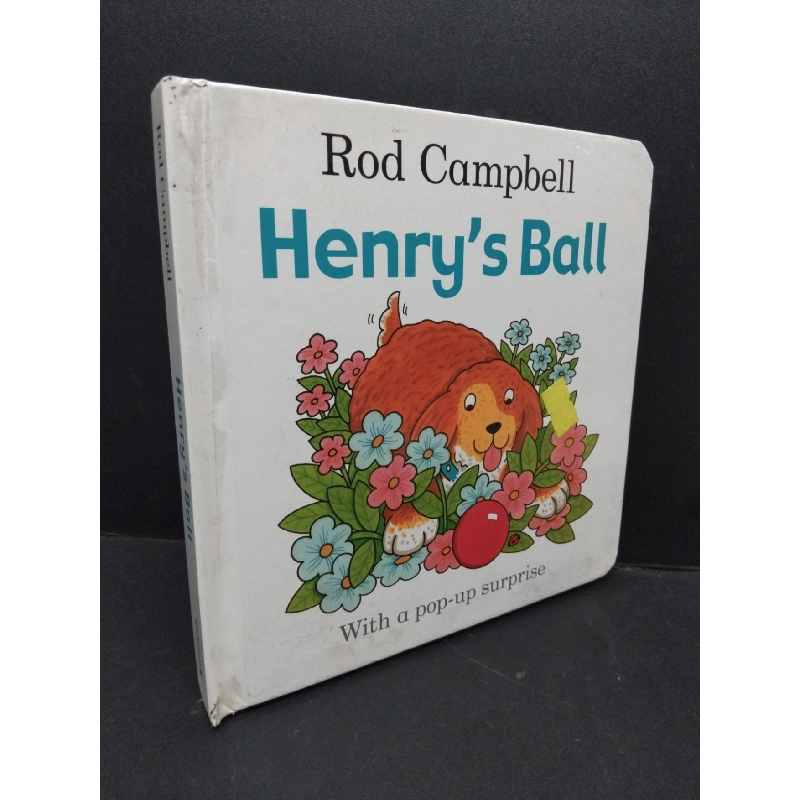 Rod Campbell
Henry's Ball
With a pop-up surprise
Rod Campbell
Henry's Ball